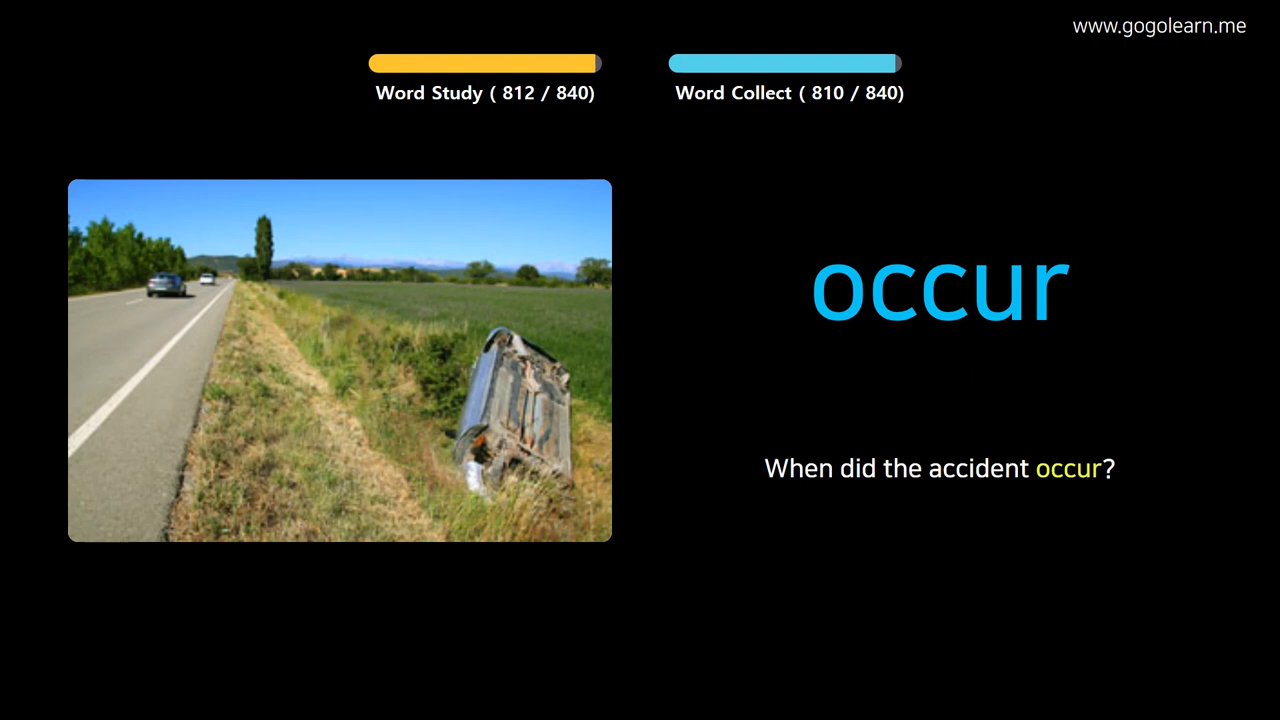 www.gogolearn.me
Word Study ( 812 / 840)
Word Collect ( 810 / 840)
occur
When did the accident occur?